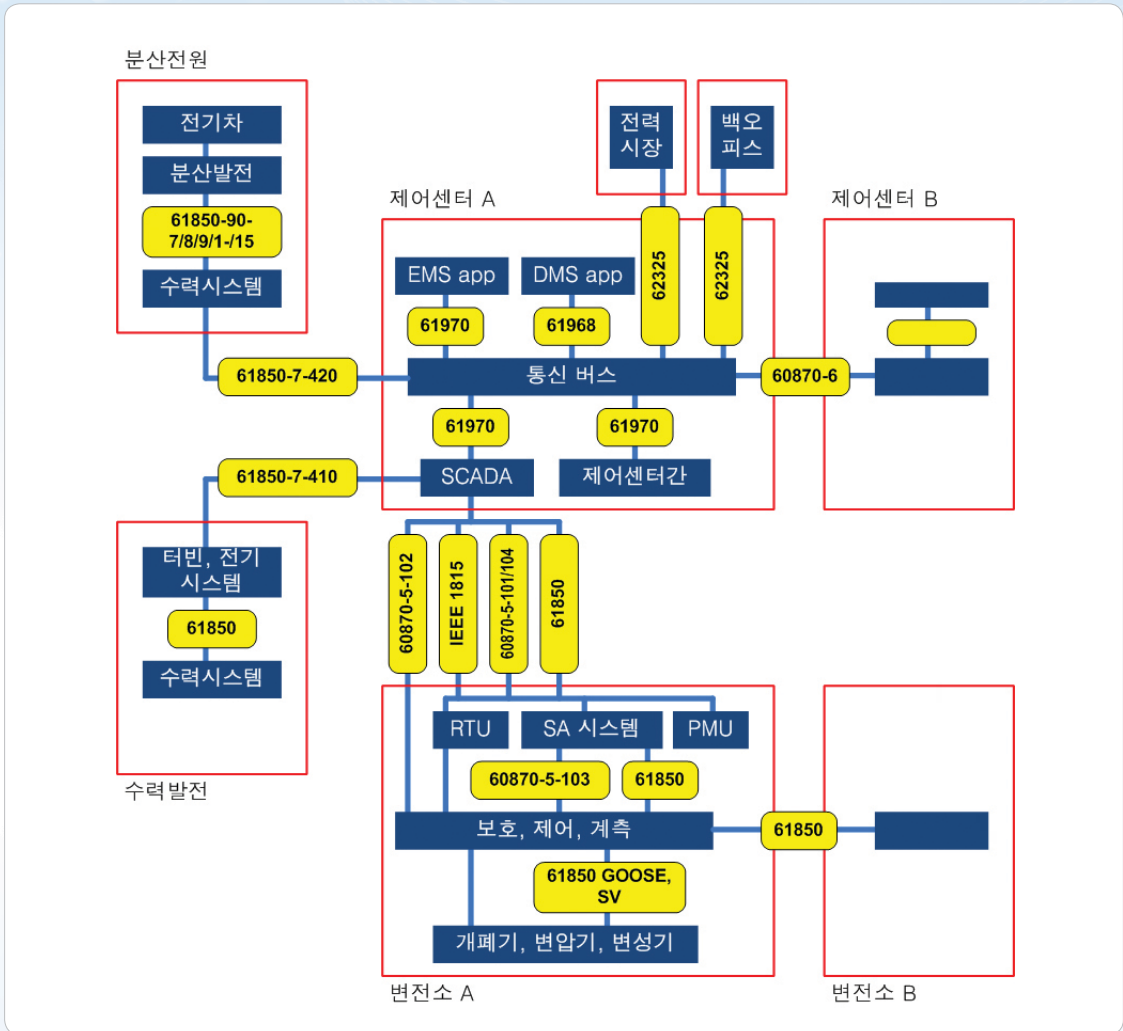 분산전원
전기차
분산발전
61850-90-
7/8/9/1-/15
수력시스템
전력
시장
백오
피스
제어센터 A
제어센터 B
EMS app
DMS app
62325
62325
61970
61968
61850-7-420
통신 버스
60870-6
61970
61970
61850-7-410
SCADA
제어센터간
터빈, 전기
시스템
61850
수력시스템
수력발전
60870-5-102
IEEE 1815
60870-5-101/104
61850
RTU
SA 시스템
PMU
60870-5-103
61850
보호, 제어, 계측
61850
61850 GOOSE,
SV
개폐기, 변압기, 변성기
변전소 A
변전소 B